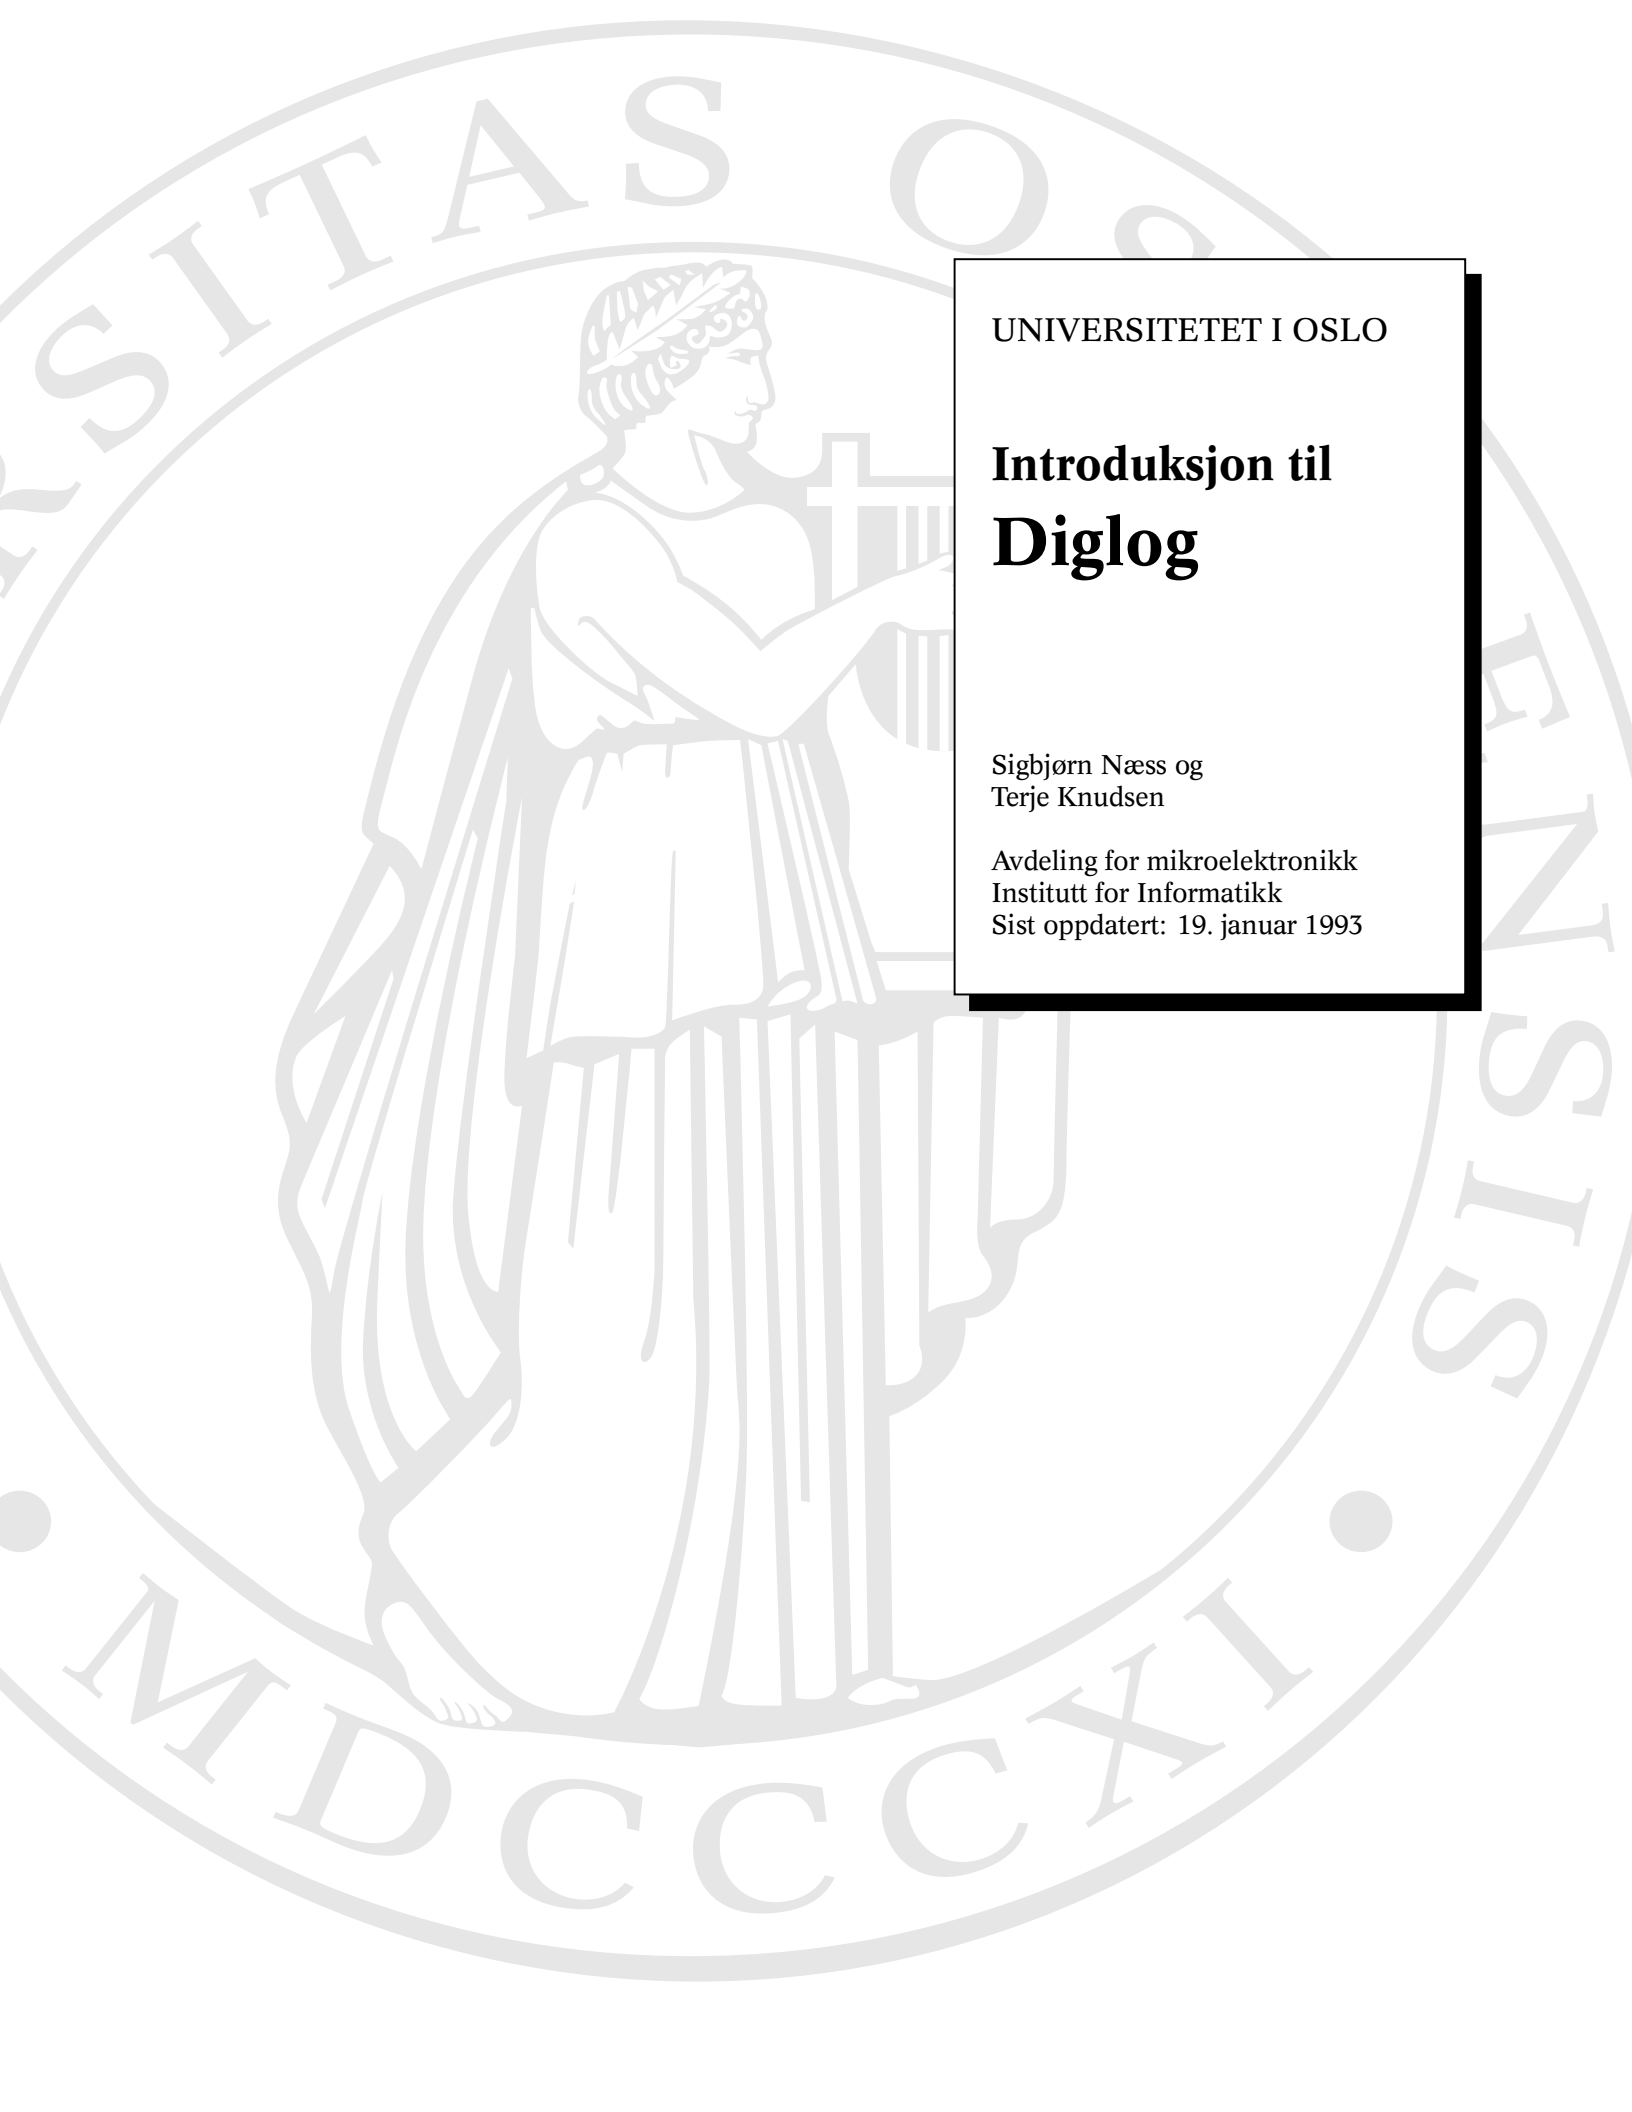 RSITAS OS
ENSIS
MDCCCXI
UNIVERSITETET I OSLO
Introduksjon til
Diglog
Sigbjørn Næss og
Terje Knudsen
Avdeling for mikroelektronikk
Institutt for Informatikk
Sist oppdatert: 19. januar 1993